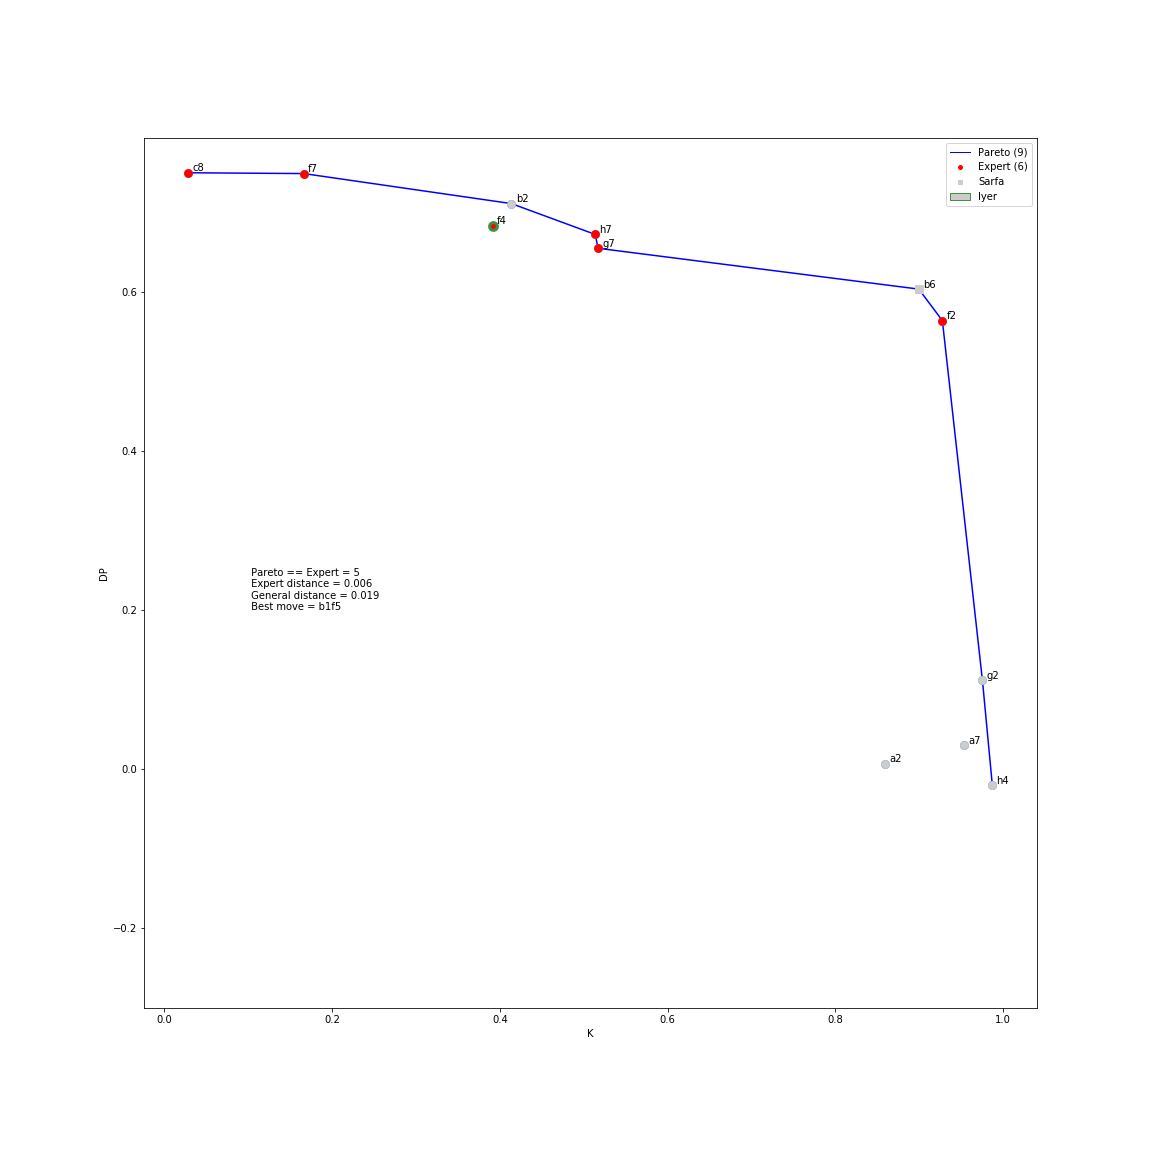 Pareto (9)
Expert (6)
Sarfa
Iyer
c8
f7
b2
f4
h7
g7
b6
f2
g2
a7
a2
h4
Pareto == Expert = 5
Expert distance = 0.006
General distance = 0.019
Best move = b1f5
DP
0.6
0.4
0.2
0.0
−0.2
0.0 0.2 0.4 0.6 0.8 1.0
K